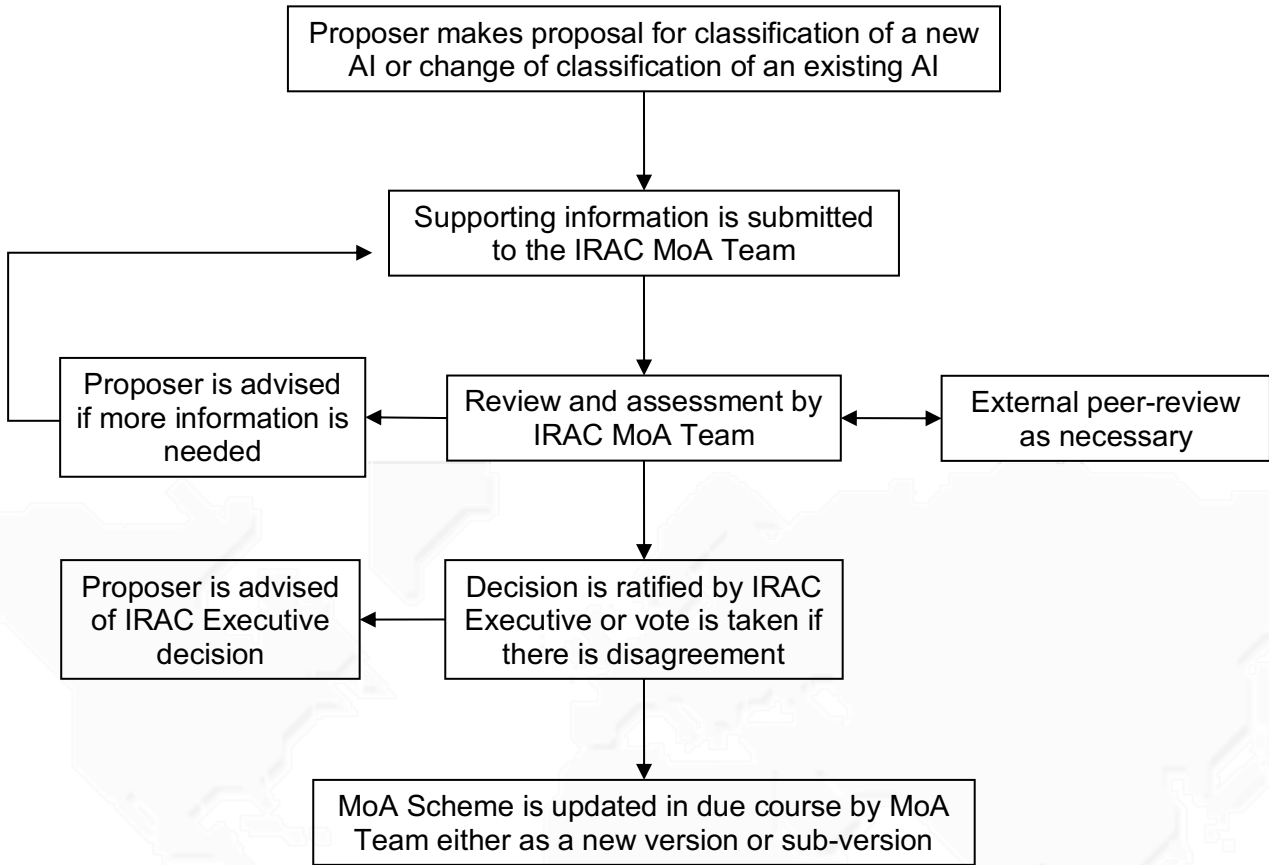 Proposer makes proposal for classification of a new
AI or change of classification of an existing AI
Supporting information is submitted
to the IRAC MoA Team
Proposer is advised
if more information is
needed
Review and assessment by
IRAC MoA Team
External peer-review
as necessary
Proposer is advised
of IRAC Executive
decision
Decision is ratified by IRAC
Executive or vote is taken if
there is disagreement
MoA Scheme is updated in due course by MoA
Team either as a new version or sub-version